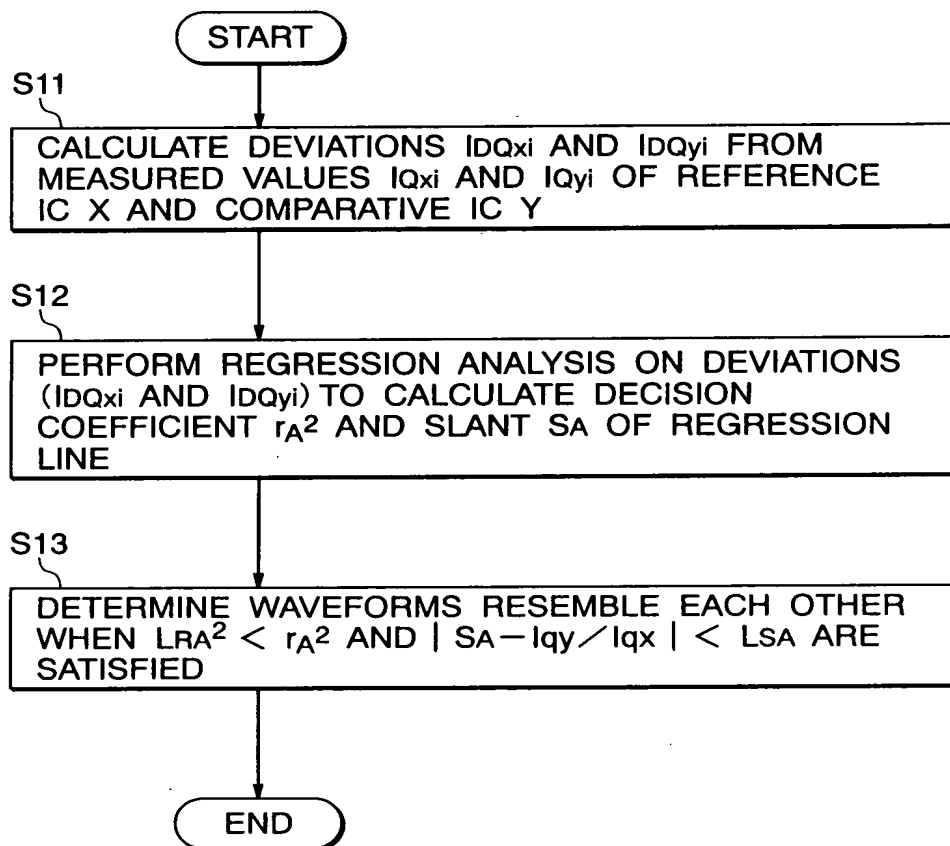 START
S11
CALCULATE DEVIATIONS IDQxi AND IDQyi FROM
MEASURED VALUES IQxi AND IQyi OF REFERENCE
IC X AND COMPARATIVE IC Y
S12
PERFORM REGRESSION ANALYSIS ON DEVIATIONS
(IDQxi AND IDQyi) TO CALCULATE DECISION
COEFFICIENT rA² AND SLANT SA OF REGRESSION
LINE
S13
DETERMINE WAVEFORMS RESEMBLE EACH OTHER
WHEN LRA² < rA² AND | SA−Iqy/Iqx | < LSA ARE
SATISFIED
END